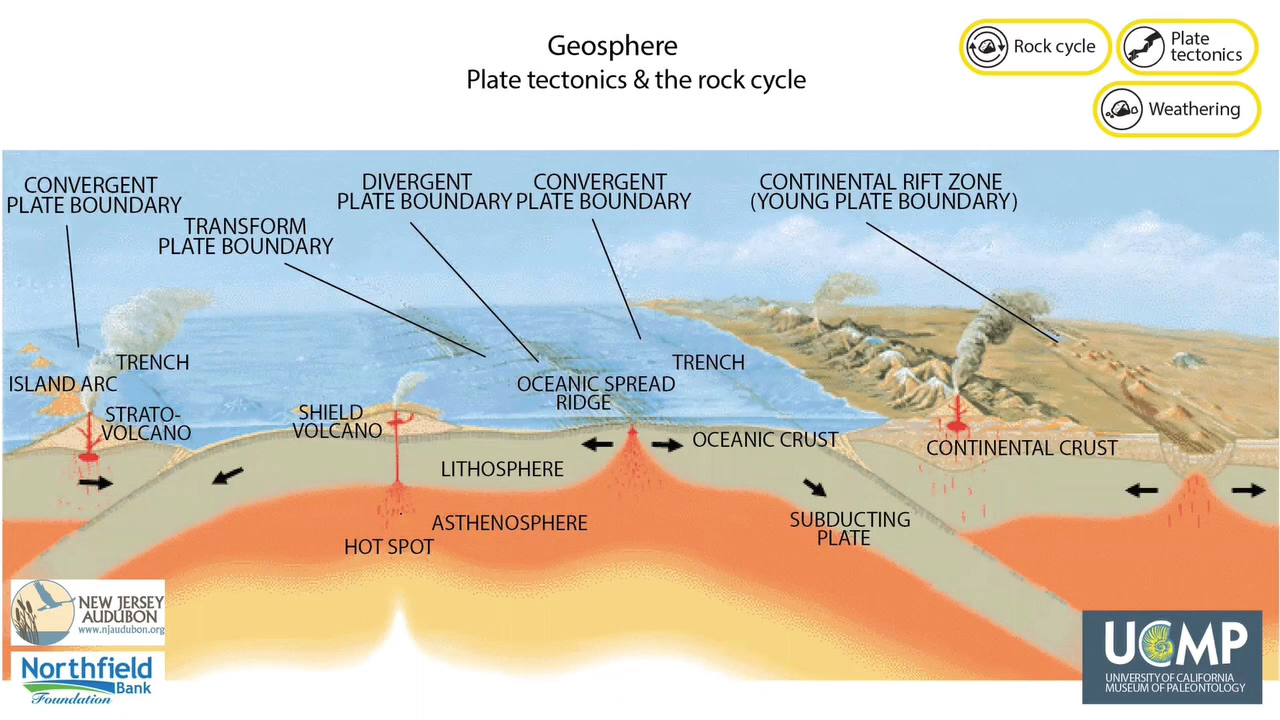 Geosphere
Plate tectonics & the rock cycle
Rock cycle
Plate
tectonics
Weathering
CONVERGENT
PLATE BOUNDARY
TRANSFORM
PLATE BOUNDARY
DIVERGENT
PLATE BOUNDARY
CONVERGENT
PLATE BOUNDARY
CONTINENTAL RIFT ZONE
(YOUNG PLATE BOUNDARY)
TRENCH
ISLAND ARC
STRATO-
VOLCANO
SHIELD
VOLCANO
OCEANIC SPREAD
RIDGE
TRENCH
OCEANIC CRUST
CONTINENTAL CRUST
LITHOSPHERE
ASTHENOSPHERE
HOT SPOT
SUBDUCTING
PLATE
NEW JERSEY
AUDUBON
www.njaudubon.org
Northfield
Bank
Foundation
UCMP
UNIVERSITY OF CALIFORNIA
MUSEUM OF PALEONTOLOGY